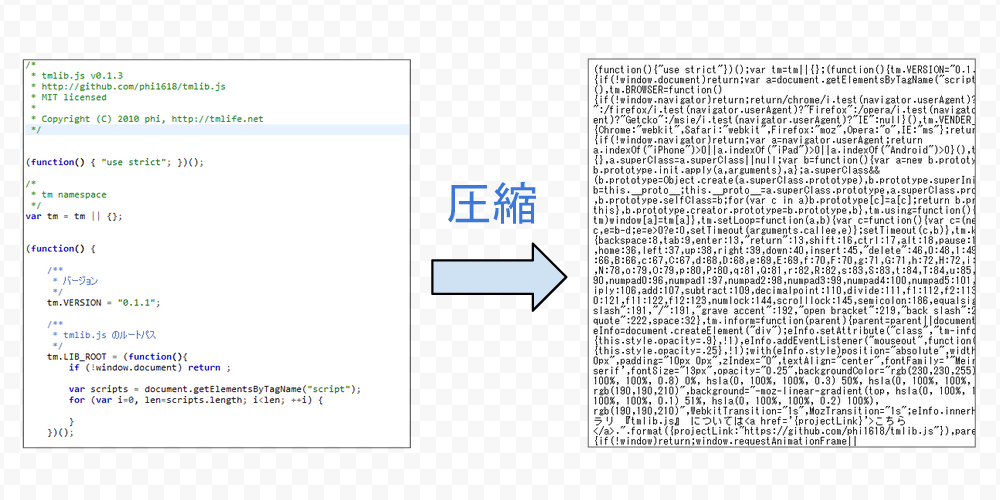 /*
 * tmlib.js v0.1.3
 * http://github.com/phi1618/tmlib.js
 * MIT licensed
 *
 * Copyright (C) 2010 phi, http://tmlife.net
 */
(function() { "use strict"; })();
/*
 * tm namespace
 */
var tm = tm || {};
(function() {
/**
 * バージョン
 */
tm.VERSION = "0.1.1";
/**
 * tmlib.js のルートパス
 */
tm.LIB_ROOT = (function(){
if (!window.document) return ;
var scripts = document.getElementsByTagName("script");
for (var i=0, len=scripts.length; i<len; ++i) {
}
})();
圧縮
(function(){"use strict"})();var tm=tm||{};(function(){tm.VERSION="0.1.
{if(!window.document)return;var a=document.getElementsByTagName("script
(),tm.BROWSER=function()
{if(!window.navigator)return;return/chrome/i.test(navigator.userAgent)?
":/firefox/i.test(navigator.userAgent)?"Firefox":/opera/i.test(navigat
ent)?"Getcko":/msie/i.test(navigator.userAgent)?"IE":null}(),tm.VENDER_
{Chrome:"webkit",Safari:"webkit",Firefox:"moz",Opera:"o",IE:"ms"};retur
{if(!window.navigator)return;var a=navigator.userAgent;return
a.indexOf("iPhone")>0||a.indexOf("iPad")>0||a.indexOf("Android")>0}(),t
{},a.superClass=a.superClass||null;var b=function(){var a=new b.prototy
b.prototype.init.apply(a,arguments),a};a.superClass&&
(b.prototype=Object.create(a.superClass.prototype),b.prototype.superIni
b=this.__proto__;this.__proto__=a.superClass.prototype,a.superClass.pro
b.prototype.selfClass=b;for(var c in a)b.prototype[c]=a[c];return b.pr
this},b.prototype.creator.prototype=b.prototype,b},tm.using=function(){
tm)window[a]=tm[a]},tm.setLoop=function(a,b){var c=function(){var c=(ne
c,e=b-d;e=e>0?e:0,setTimeout(arguments.callee,e)};setTimeout(c,b)},tm.k
{backspace:8,tab:9,enter:13,"return":13,shift:16,ctrl:17,alt:18,pause:1
,home:36,left:37,up:38,right:39,down:40,insert:45,"delete":46,0:48,1:49
:66,B:66,c:67,C:67,d:68,D:68,e:69,E:69,f:70,F:70,g:71,G:71,h:72,H:72,i:
,N:78,o:79,O:79,p:80,P:80,q:81,Q:81,r:82,R:82,s:83,S:83,t:84,T:84,u:85,
90,numpad0:96,numpad1:97,numpad2:98,numpad3:99,numpad4:100,numpad5:101,
iply:106,add:107,subtract:109,decimalpoint:110,divide:111,f1:112,f2:113
0:121,f11:122,f12:123,numlock:144,scrolllock:145,semicolon:186,equalsig
slash":191,"/":191,"grave accent":192,"open bracket":219,"back slash":2
quote":222,space:32},tm.inform=function(parent){parent=parent||document
eInfo=document.createElement("div");eInfo.setAttribute("class","tm-info
{this.style.opacity=.9},!1),eInfo.addEventListener("mouseout",function(
{this.style.opacity=.25},!1);with(eInfo.style)position="absolute",width
0px",padding="10px 0px",zIndex="0",textAlign="center",fontFamily="'Meir
serif',fontSize="13px",opacity="0.25",backgroundColor="rgb(230,230,255)
100%, 100%, 0.8) 0%, hsla(0, 100%, 100%, 0.3) 50%, hsla(0, 100%, 100%,
rgb(190,190,210)",background="-moz-linear-gradient(top, hsla(0, 100%, 1
100%, 100%, 0.1) 51%, hsla(0, 100%, 100%, 0.2) 100%),
rgb(190,190,210)",WebkitTransition="1s",MozTransition="1s";eInfo.innerH
ラリ 『tmlib.js』 については<a href='{projectLink}'>こちら
</a>.".format({projectLink:"https://github.com/phi1618/tmlib.js"}),pare
{if(!window)return;window.requestAnimationFrame||